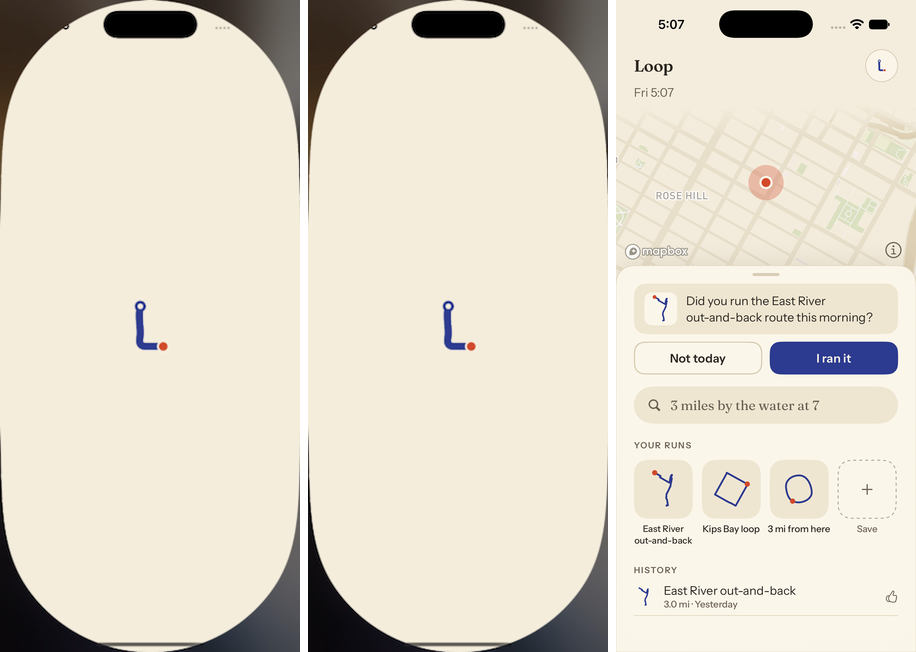 5:07
Loop
Fri 5:07
ROSE HILL
mapbox
Did you run the East River
out-and-back route this morning?
Not today
I ran it
3 miles by the water at 7
YOUR RUNS
East River
out-and-back
Kips Bay loop
3 mi from here
Save
HISTORY
East River out-and-back
3.0 mi · Yesterday